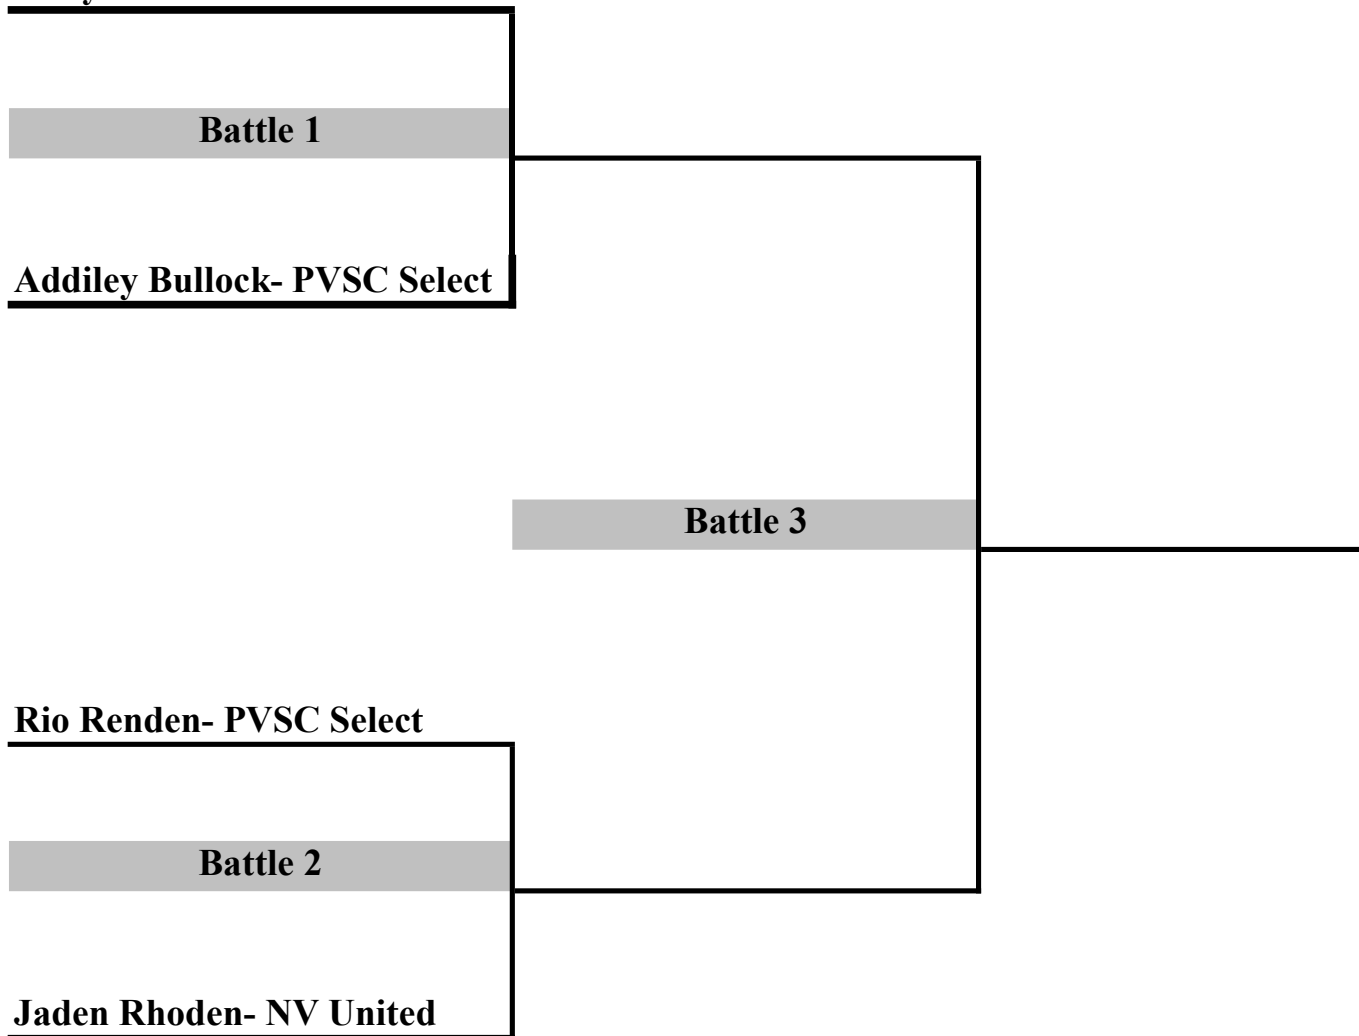 Battle 1
Addiley Bullock- PVSC Select
Battle 3
Rio Renden- PVSC Select
Battle 2
Jaden Rhoden- NV United